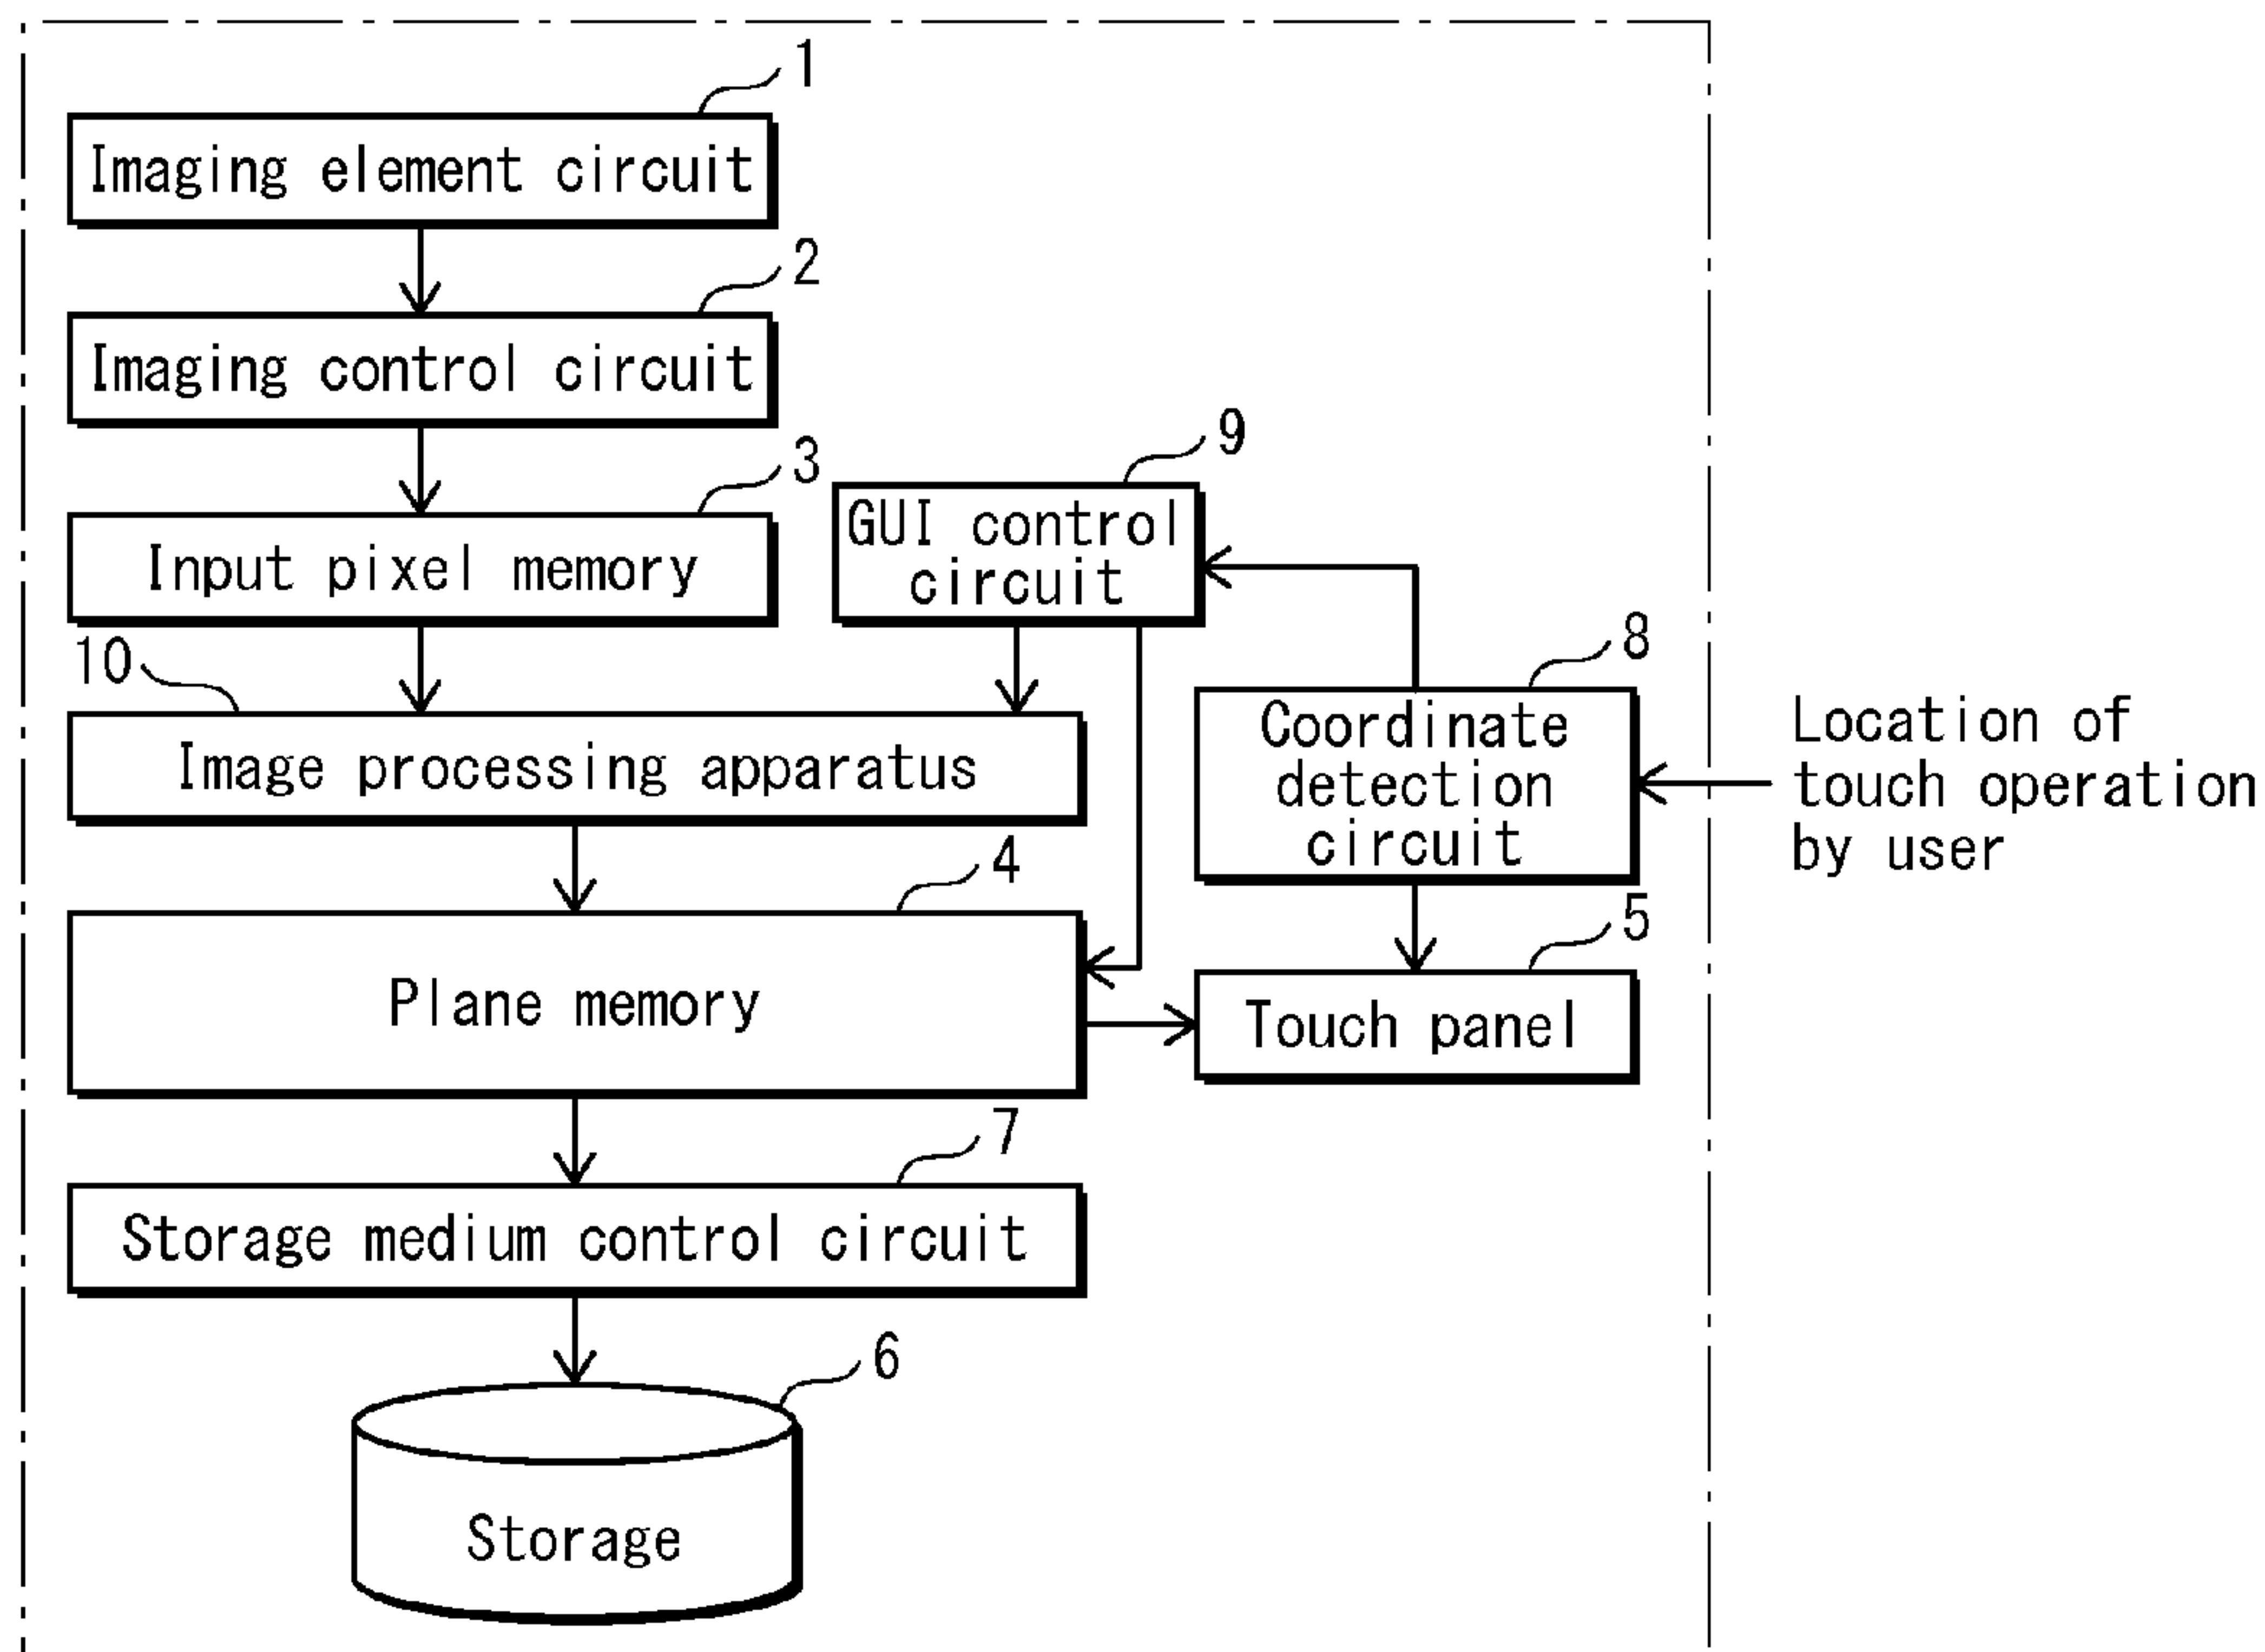 1
Imaging element circuit
2
Imaging control circuit
3
Input pixel memory
9
GUI control
circuit
10
Image processing apparatus
8
Coordinate
detection
circuit
Location of
touch operation
by user
4
Plane memory
5
Touch panel
7
Storage medium control circuit
6
Storage